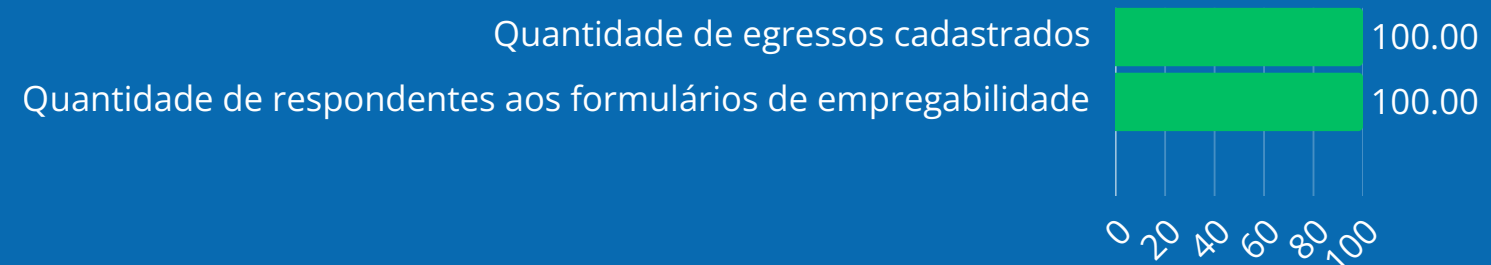 Quantidade de egressos cadastrados 100.00
Quantidade de respondentes aos formulários de empregabilidade 100.00
0 20 40 60 80 100